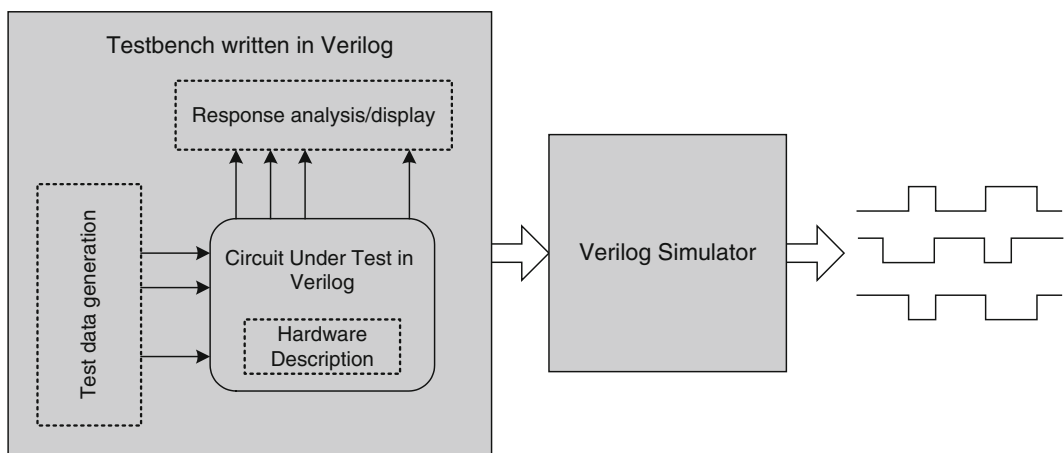 Testbench written in Verilog
Response analysis/display
Test data generation
Circuit Under Test in
Verilog
Hardware
Description
Verilog Simulator